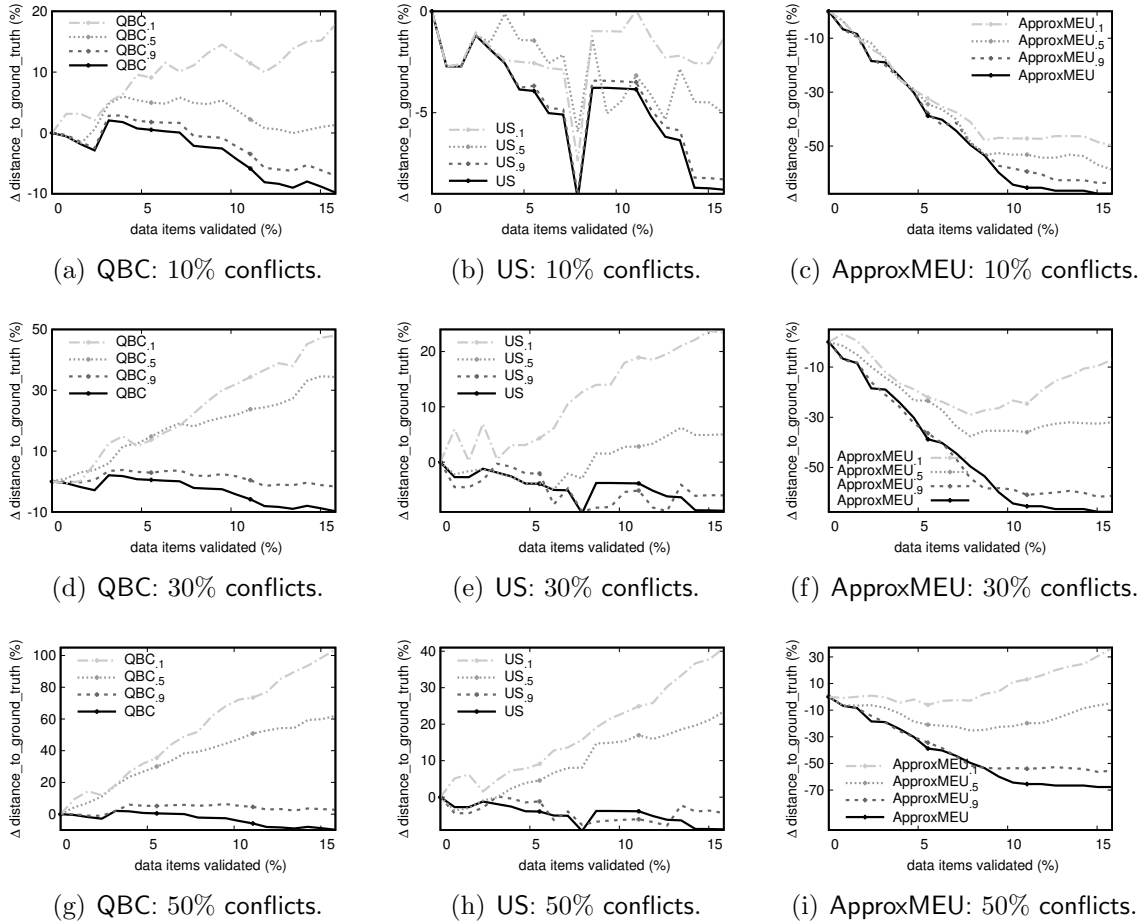 Δ distance_to_ground_truth (%)
20
10
0
-10
QBC.1
QBC.5
QBC.9
QBC
0 5 10 15
data items validated (%)
(a) QBC: 10% conflicts.
Δ distance_to_ground_truth (%)
0
-5
US.1
US.5
US.9
US
0 5 10 15
data items validated (%)
(b) US: 10% conflicts.
Δ distance_to_ground_truth (%)
-10
-30
-50
ApproxMEU.1
ApproxMEU.5
ApproxMEU.9
ApproxMEU
0 5 10 15
data items validated (%)
(c) ApproxMEU: 10% conflicts.
Δ distance_to_ground_truth (%)
50
30
10
-10
QBC.1
QBC.5
QBC.9
QBC
0 5 10 15
data items validated (%)
(d) QBC: 30% conflicts.
Δ distance_to_ground_truth (%)
20
10
0
US.1
US.5
US.9
US
0 5 10 15
data items validated (%)
(e) US: 30% conflicts.
Δ distance_to_ground_truth (%)
-10
-30
-50
ApproxMEU.1
ApproxMEU.5
ApproxMEU.9
ApproxMEU
0 5 10 15
data items validated (%)
(f) ApproxMEU: 30% conflicts.
Δ distance_to_ground_truth (%)
100
80
60
40
20
0
QBC.1
QBC.5
QBC.9
QBC
0 5 10 15
data items validated (%)
(g) QBC: 50% conflicts.
Δ distance_to_ground_truth (%)
40
30
20
10
0
US.1
US.5
US.9
US
0 5 10 15
data items validated (%)
(h) US: 50% conflicts.
Δ distance_to_ground_truth (%)
30
10
-10
-30
-50
-70
ApproxMEU.1
ApproxMEU.5
ApproxMEU.9
ApproxMEU
0 5 10 15
data items validated (%)
(i) ApproxMEU: 50% conflicts.